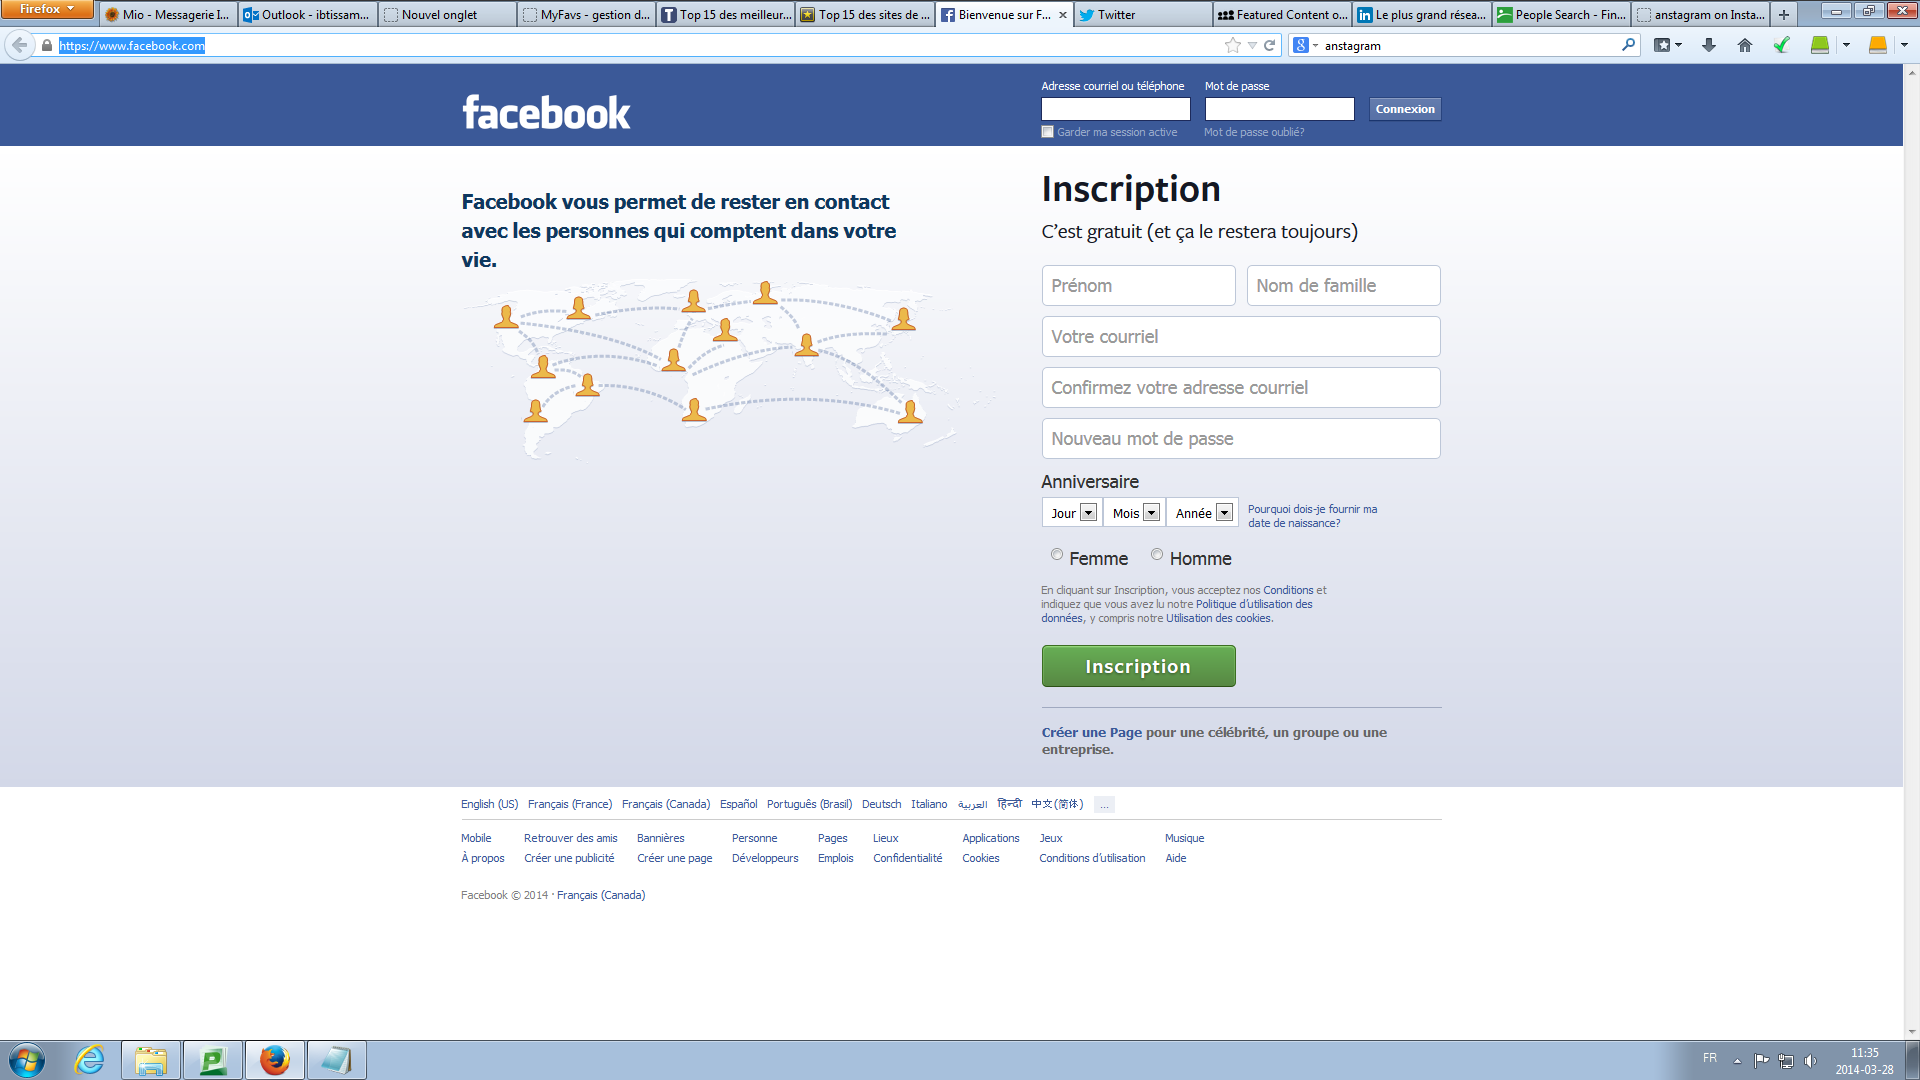 Firefox
Mio - Messagerie I...
Outlook - ibtissam...
Nouvel onglet
MyFavs - gestion d...
Top 15 des meilleur...
Top 15 des sites de ...
Bienvenue sur F...
Twitter
Featured Content o...
Le plus grand résea...
People Search - Fin...
anstagram on Insta...
https://www.facebook.com
anstagram
facebook
Adresse courriel ou téléphone
Mot de passe
Connexion
Garder ma session active
Mot de passe oublié?
Facebook vous permet de rester en contact
avec les personnes qui comptent dans votre
vie.
Inscription
C’est gratuit (et ça le restera toujours)
Prénom
Nom de famille
Votre courriel
Confirmez votre adresse courriel
Nouveau mot de passe
Anniversaire
Jour
Mois
Année
Pourquoi dois-je fournir ma
date de naissance?
Femme
Homme
En cliquant sur Inscription, vous acceptez nos Conditions et
indiquez que vous avez lu notre Politique d’utilisation des
données, y compris notre Utilisation des cookies.
Inscription
Créer une Page pour une célébrité, un groupe ou une
entreprise.
English (US) Français (France) Français (Canada) Español Português (Brasil) Deutsch Italiano العربية हिन्दी 中文(简体) ...
Mobile Retrouver des amis Bannières Personne Pages Lieux Applications Jeux Musique
À propos Créer une publicité Créer une page Développeurs Emplois Confidentialité Cookies Conditions d’utilisation Aide
Facebook © 2014 · Français (Canada)
FR
11:35
2014-03-28